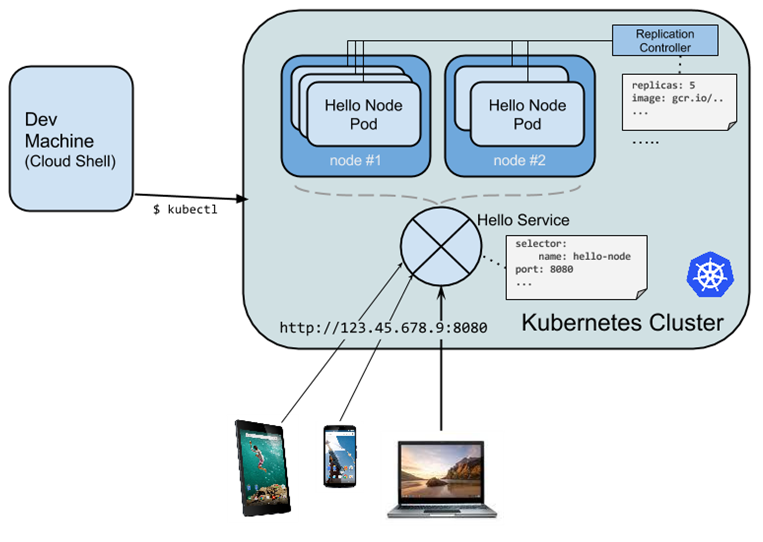 Replication
Controller
replicas: 5
image: gcr.io/..
...
.....
Hello Node
Pod
node #1
Hello Node
Pod
node #2
Dev
Machine
(Cloud Shell)
$ kubectl
Hello Service
selector:
name: hello-node
port: 8080
...
http://123.45.678.9:8080
Kubernetes Cluster